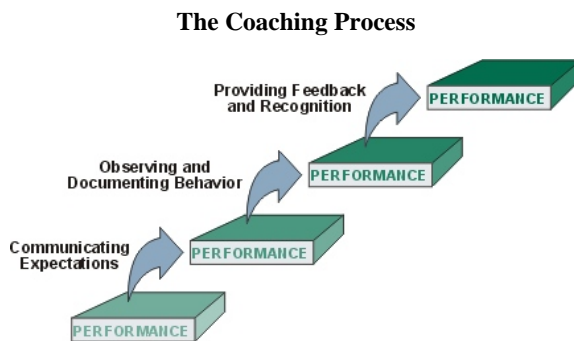 The Coaching Process
Providing Feedback
and Recognition
PERFORMANCE
Observing and
Documenting Behavior
PERFORMANCE
Communicating
Expectations
PERFORMANCE
PERFORMANCE